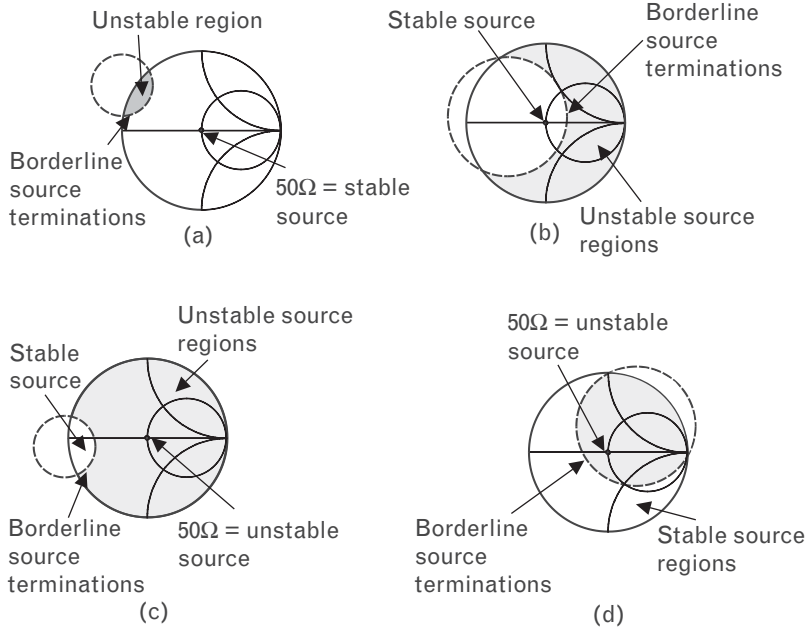 Unstable region
Borderline
source
terminations
50Ω = stable
source
(a)
Stable source
Borderline
source
terminations
Unstable source
regions
(b)
Unstable source
regions
Stable
source
Borderline
source
terminations
50Ω = unstable
source
(c)
50Ω = unstable
source
Borderline
source
terminations
Stable source
regions
(d)